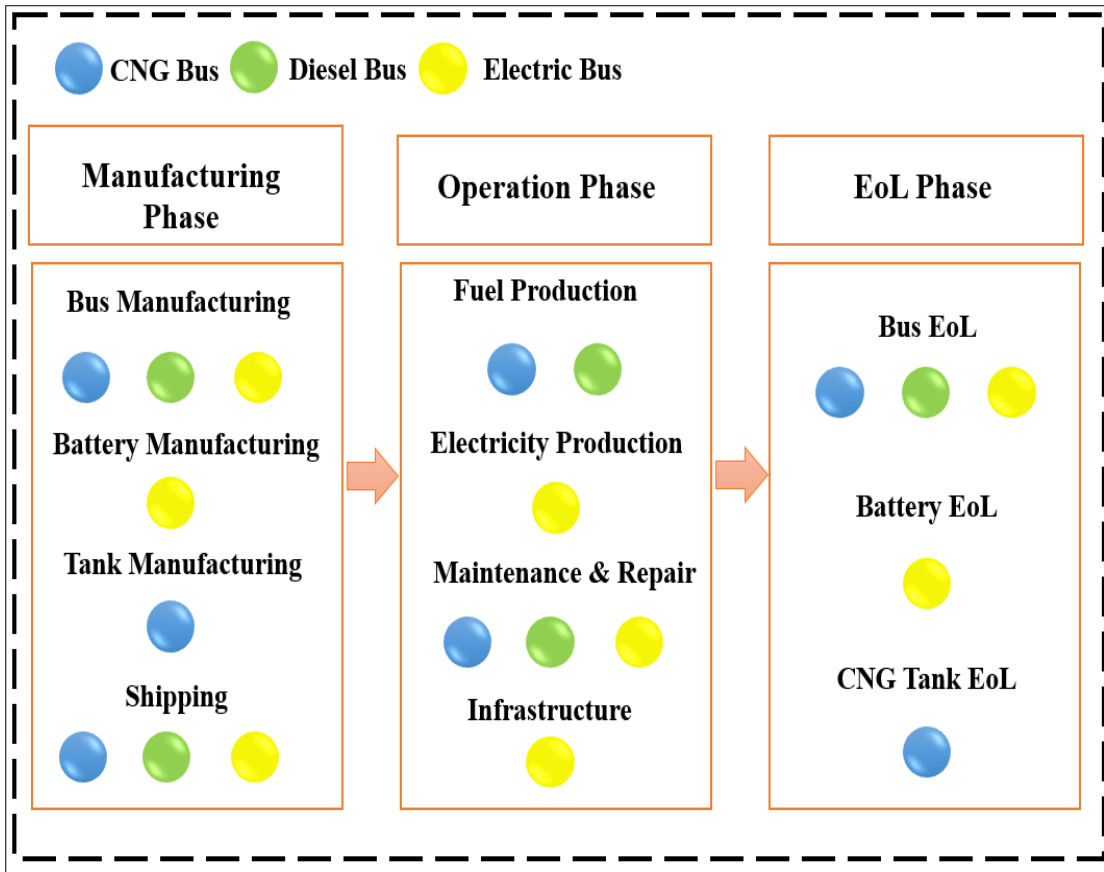 CNG Bus Diesel Bus Electric Bus
Manufacturing
Phase
Operation Phase
EoL Phase
Bus Manufacturing
Battery Manufacturing
Tank Manufacturing
Shipping
Fuel Production
Electricity Production
Maintenance & Repair
Infrastructure
Bus EoL
Battery EoL
CNG Tank EoL